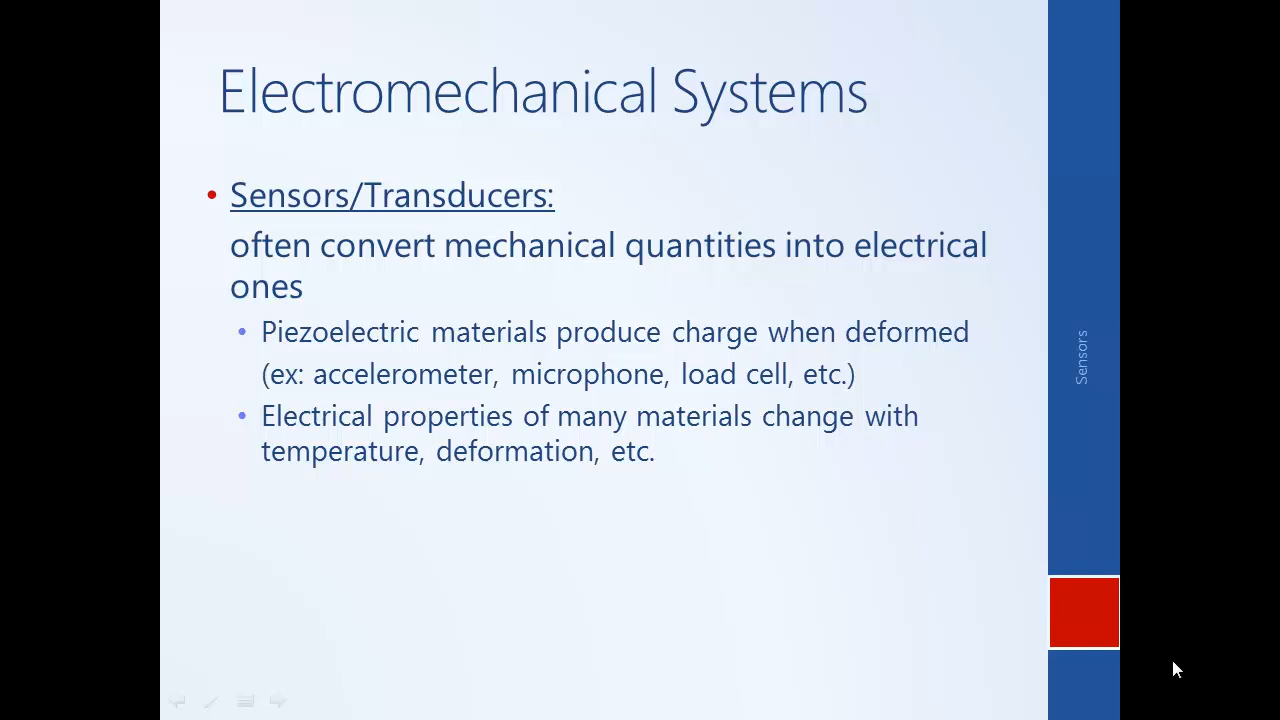 Electromechanical Systems
• Sensors/Transducers:
often convert mechanical quantities into electrical
ones
• Piezoelectric materials produce charge when deformed
(ex: accelerometer, microphone, load cell, etc.)
• Electrical properties of many materials change with
temperature, deformation, etc.
Sensors